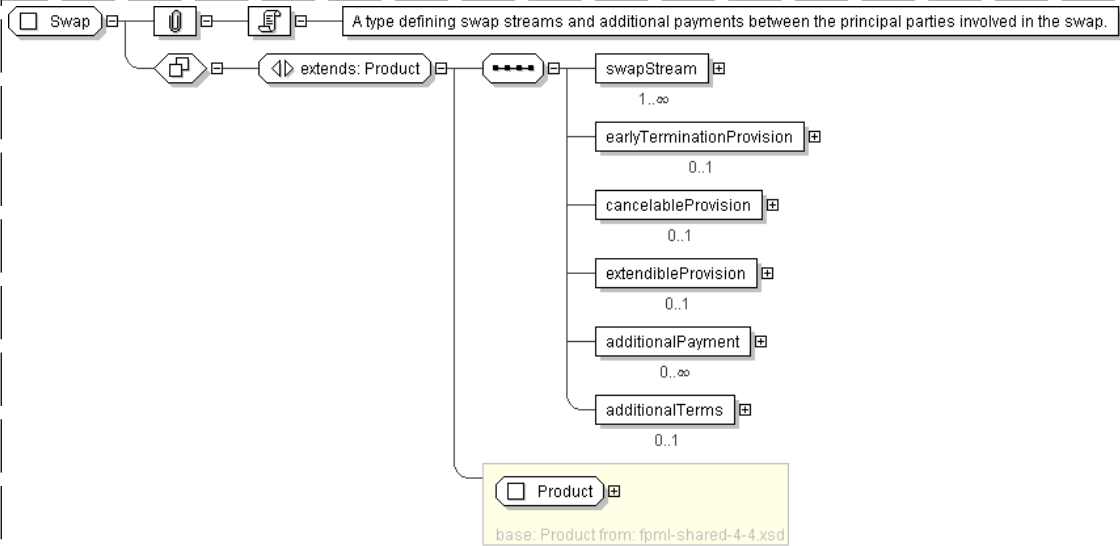 Swap
A type defining swap streams and additional payments between the principal parties involved in the swap.
extends: Product
swapStream
1..∞
earlyTerminationProvision
0..1
cancelableProvision
0..1
extendibleProvision
0..1
additionalPayment
0..∞
additionalTerms
0..1
Product
base: Product from: fpml-shared-4-4.xsd